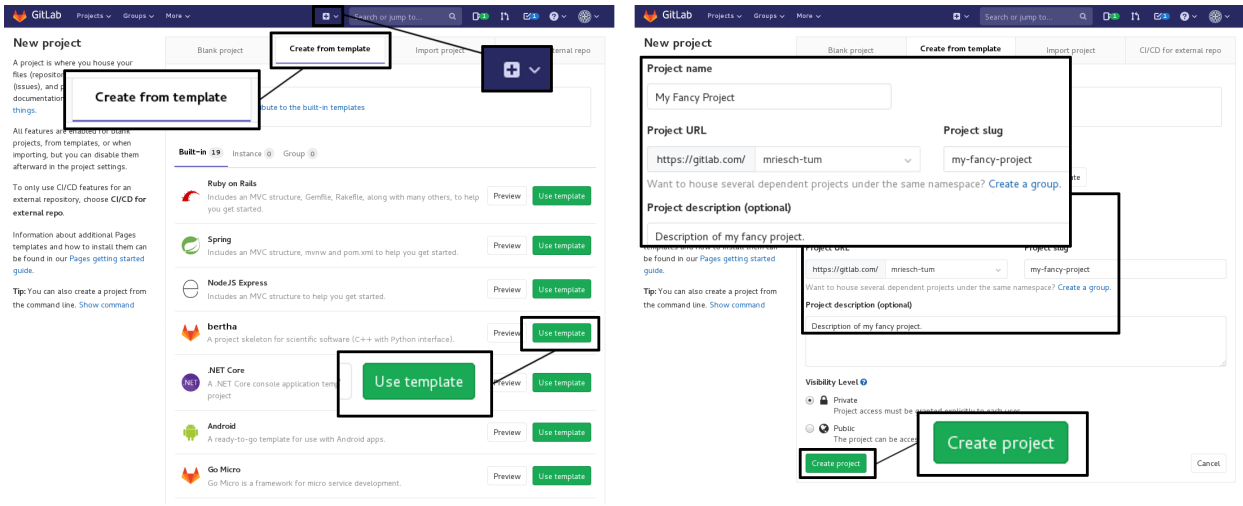 GitLab Projects Groups More Search or jump to... 1 1
New project
A project is where you house your
files (reposito
(issues), and p
documentation
things.
All features are enabled for blank
projects, from templates, or when
importing, but you can disable them
afterward in the project settings.
To only use CI/CD features for an
external repository, choose CI/CD for
external repo.
Information about additional Pages
templates and how to install them can
be found in our Pages getting started
guide.
Tip: You can also create a project from
the command line. Show command
Blank project Create from template Import project ernal repo
Create from template
bute to the built-in templates
Built-in 19 Instance 0 Group 0
Ruby on Rails
Includes an MVC structure, Gemfile, Rakefile, along with many others, to help
you get started.
Preview Use template
Spring
Includes an MVC structure, mvnw and pom.xml to help you get started.
Preview Use template
NodeJS Express
Includes an MVC structure to help you get started.
Preview Use template
bertha
A project skeleton for scientific software (C++ with Python interface).
Preview Use template
Use template
.NET
.NET Core
A .NET Core console application temp
project
Preview Use template
Android
A ready-to-go template for use with Android apps.
Preview Use template
Go Micro
Go Micro is a framework for micro service development.
Preview Use template
GitLab Projects Groups More Search or jump to... 1 1
New project
Blank project Create from template Import project CI/CD for external repo
Project name
My Fancy Project
Project URL Project slug
https://gitlab.com/ mriesch-tum my-fancy-project
Want to house several dependent projects under the same namespace? Create a group.
Project description (optional)
Description of my fancy project.
templates and how to install them can
be found in our Pages getting started
guide.
Tip: You can also create a project from
the command line. Show command
Project URL Project slug
https://gitlab.com/ mriesch-tum my-fancy-project
Want to house several dependent projects under the same namespace? Create a group.
Project description (optional)
Description of my fancy project.
Visibility Level
Private
Project access must be granted explicitly to each user.
Public
The project can be acce
Create project
Create project Cancel